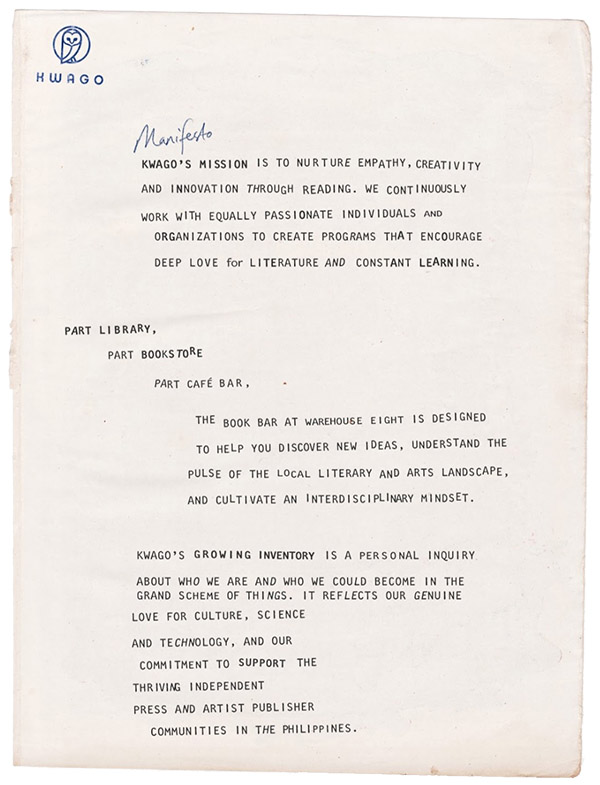 KWAGO
Manifesto
KWAGO'S MISSION IS TO NURTURE EMPATHY, CREATIVITY
AND INNOVATION THROUGH READING. WE CONTINUOUSLY
WORK WITH EQUALLY PASSIONATE INDIVIDUALS AND
ORGANIZATIONS TO CREATE PROGRAMS THAT ENCOURAGE
DEEP LOVE for LITERATURE AND CONSTANT LEARNING.
PART LIBRARY,
PART BOOKSTORE
PART CAFÉ BAR,
THE BOOK BAR AT WAREHOUSE EIGHT IS DESIGNED
TO HELP YOU DISCOVER NEW IDEAS, UNDERSTAND THE
PULSE OF THE LOCAL LITERARY AND ARTS LANDSCAPE,
AND CULTIVATE AN INTERDISCIPLINARY MINDSET.
KWAGO'S GROWING INVENTORY IS A PERSONAL INQUIRY
ABOUT WHO WE ARE AND WHO WE COULD BECOME IN THE
GRAND SCHEME OF THINGS. IT REFLECTS OUR GENUINE
LOVE FOR CULTURE, SCIENCE
AND TECHNOLOGY, AND OUR
COMMITMENT TO SUPPORT THE
THRIVING INDEPENDENT
PRESS AND ARTIST PUBLISHER
COMMUNITIES IN THE PHILIPPINES.